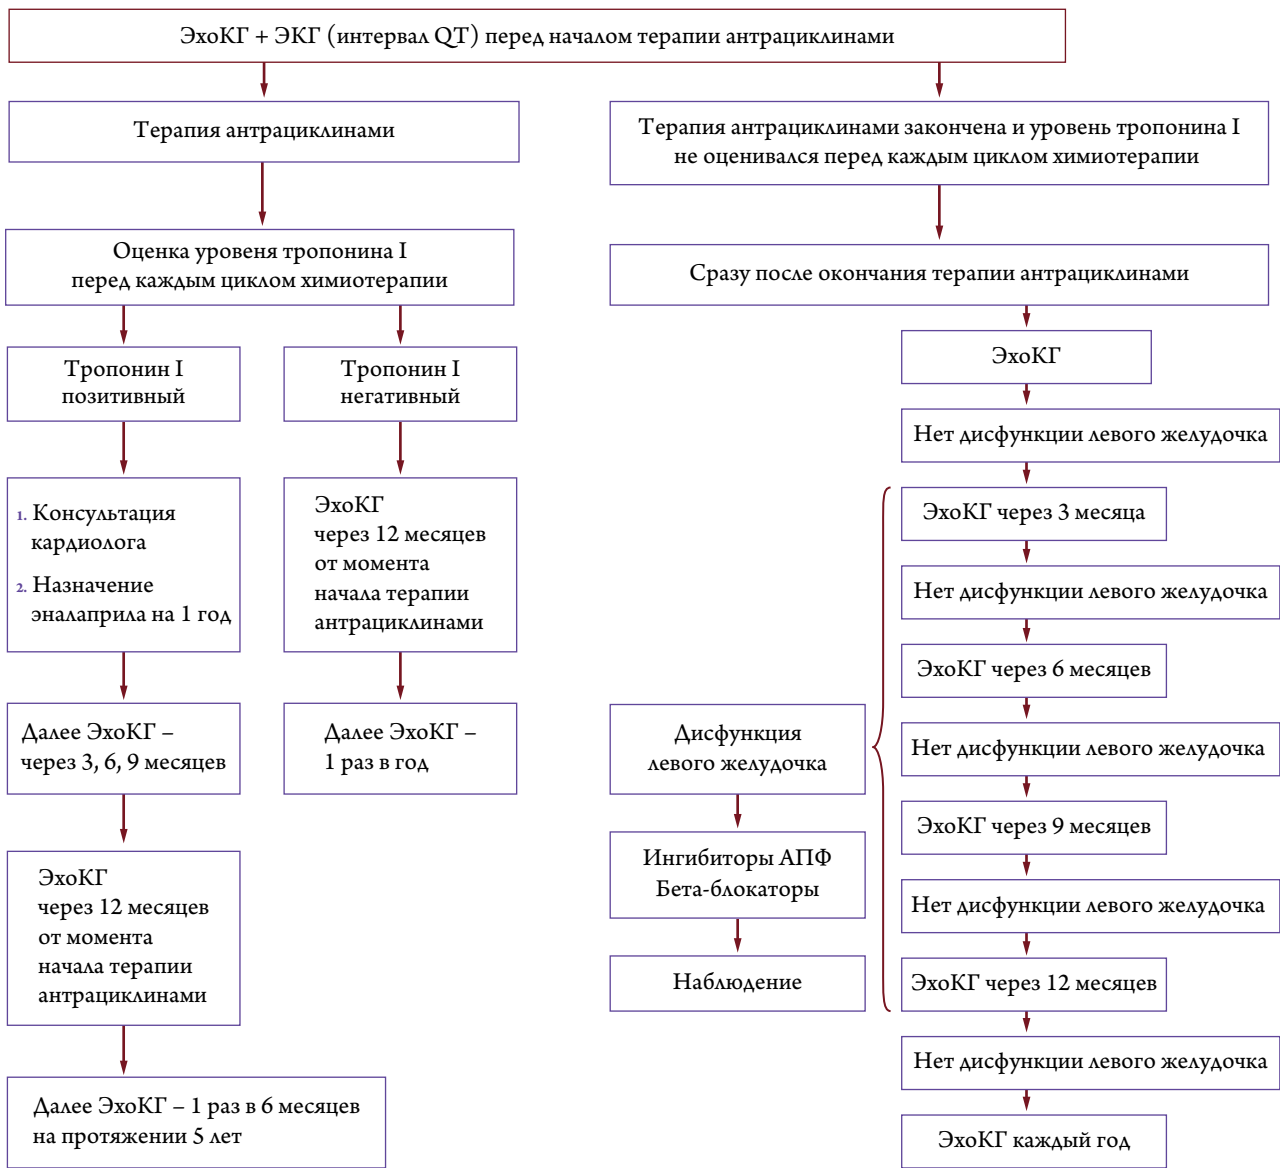 ЭхоКГ + ЭКГ (интервал QT) перед началом терапии антрациклинами
Терапия антрациклинами
Оценка уровеня тропонина I
перед каждым циклом химиотерапии
Тропонин I
позитивный
Тропонин I
негативный
1. Консультация
кардиолога
2. Назначение
эналаприла на 1 год
ЭхоКГ
через 12 месяцев
от момента
начала терапии
антрациклинами
Далее ЭхоКГ –
через 3, 6, 9 месяцев
Далее ЭхоКГ –
1 раз в год
ЭхоКГ
через 12 месяцев
от момента
начала терапии
антрациклинами
Далее ЭхоКГ – 1 раз в 6 месяцев
на протяжении 5 лет
Терапия антрациклинами закончена и уровень тропонина I
не оценивался перед каждым циклом химиотерапии
Сразу после окончания терапии антрациклинами
ЭхоКГ
Нет дисфункции левого желудочка
ЭхоКГ через 3 месяца
Нет дисфункции левого желудочка
ЭхоКГ через 6 месяцев
Нет дисфункции левого желудочка
ЭхоКГ через 9 месяцев
Нет дисфункции левого желудочка
ЭхоКГ через 12 месяцев
Нет дисфункции левого желудочка
ЭхоКГ каждый год
Дисфункция
левого желудочка
Ингибиторы АПФ
Бета-блокаторы
Наблюдение